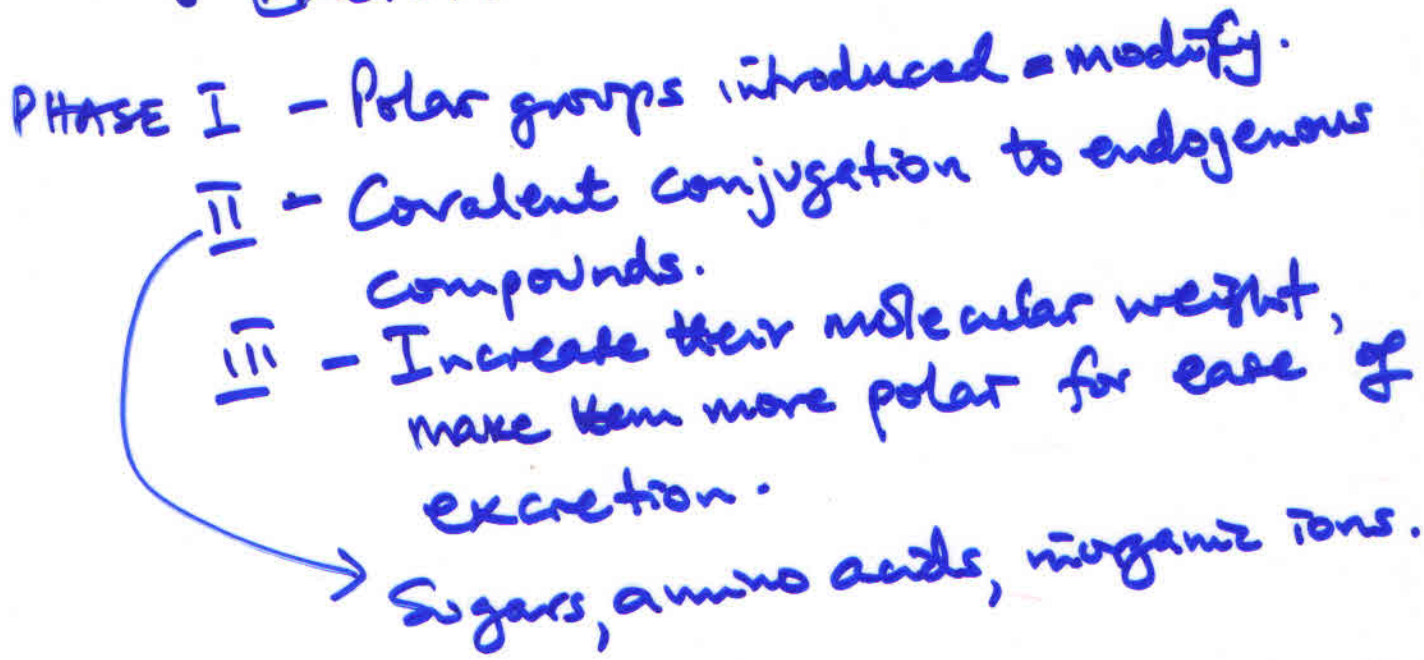 PHASE I - Polar groups introduced = modify.
II - Covalent conjugation to endogenous
compounds.
III - Increase their molecular weight,
make them more polar for ease of
excretion.
Sugars, amino acids, inorganic ions.